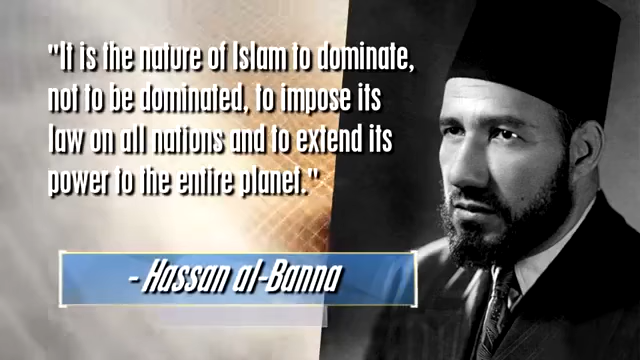 "It is the nature of Islam to dominate,
not to be dominated, to impose its
law on all nations and to extend its
power to the entire planet."
- Hassan al-Banna